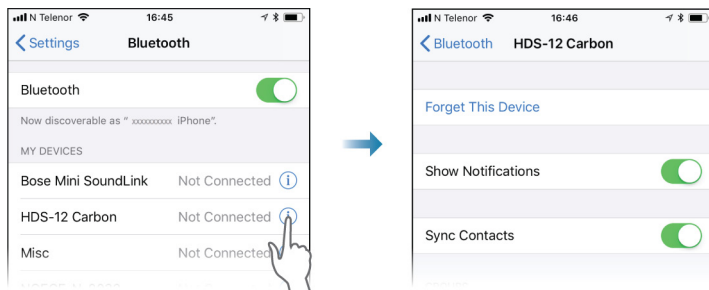 N Telenor 16:45
Settings Bluetooth
Bluetooth
Now discoverable as " xxxxxxxxx iPhone".
MY DEVICES
Bose Mini SoundLink Not Connected i
HDS-12 Carbon Not Connected i
Misc Not Connected
N Telenor 16:46
Bluetooth HDS-12 Carbon
Forget This Device
Show Notifications
Sync Contacts